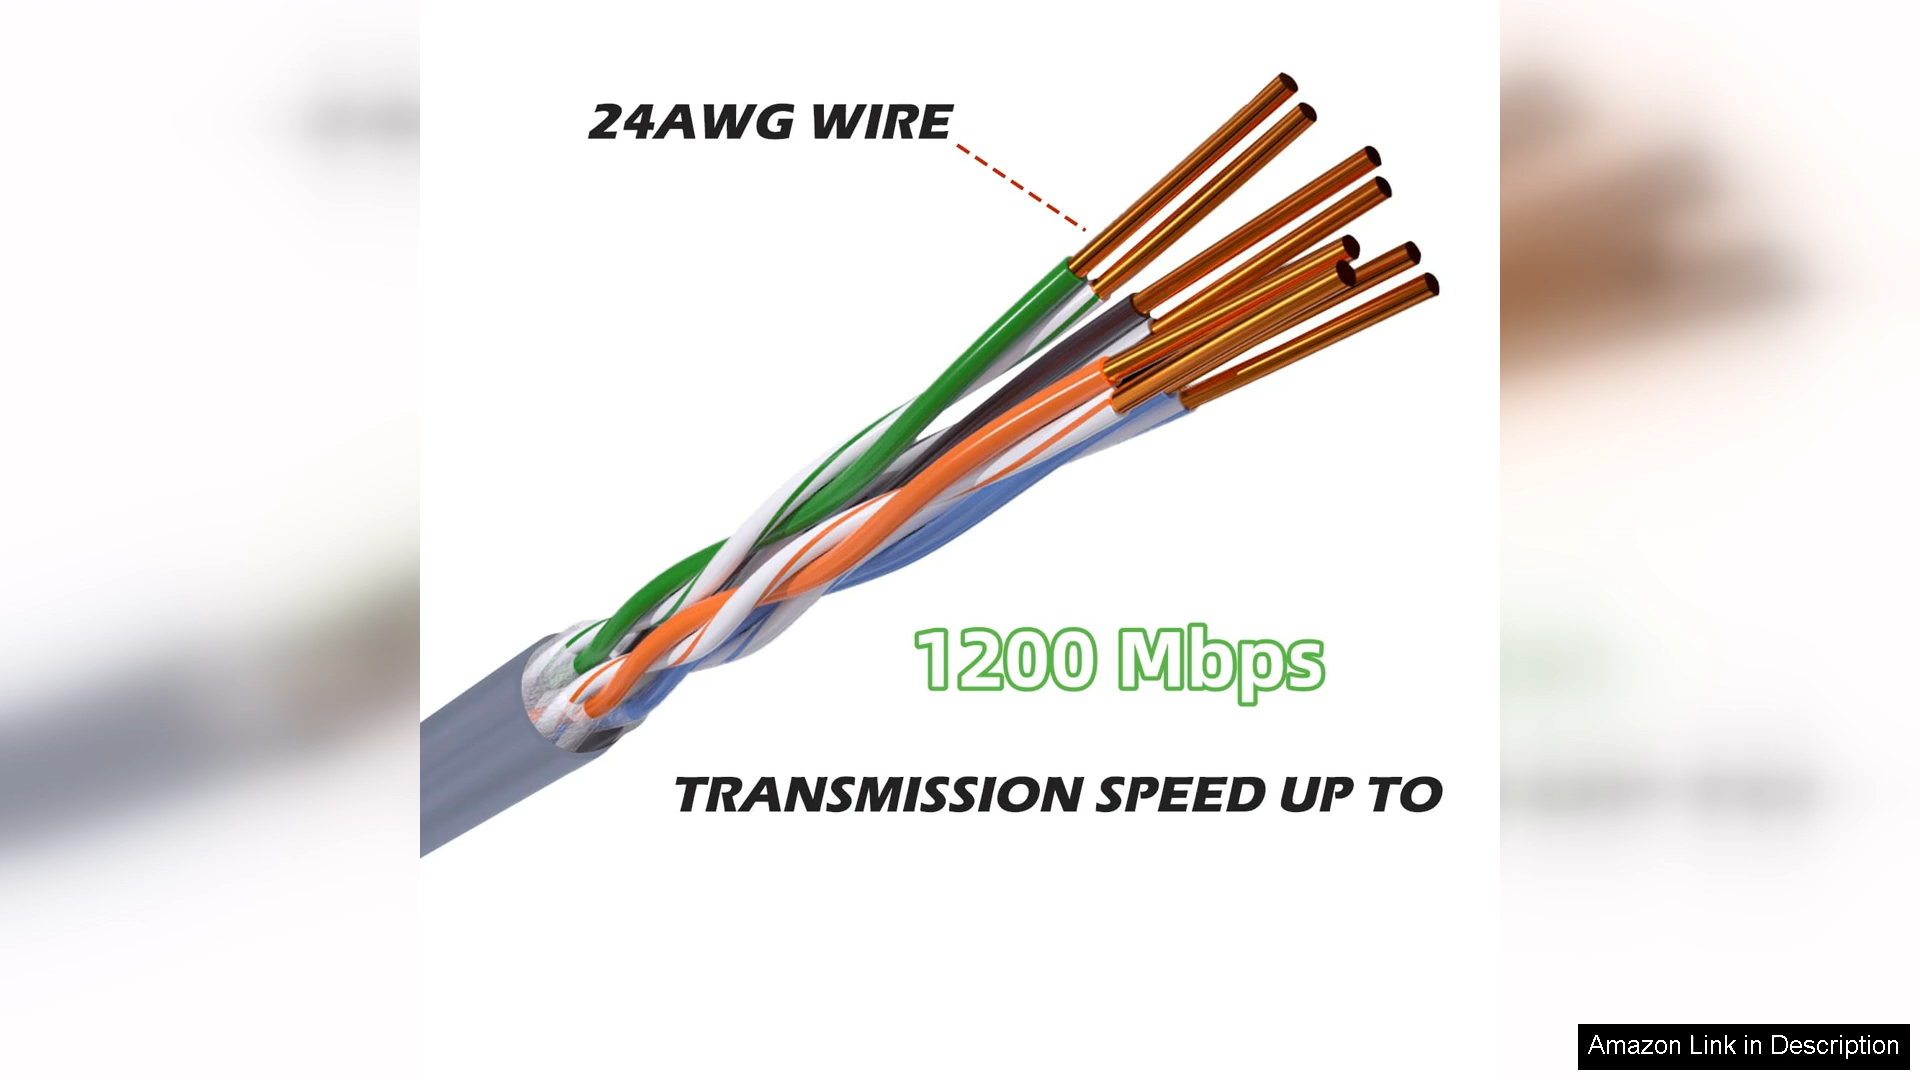 24AWG WIRE
1200 Mbps
TRANSMISSION SPEED UP TO
Amazon Link in Description